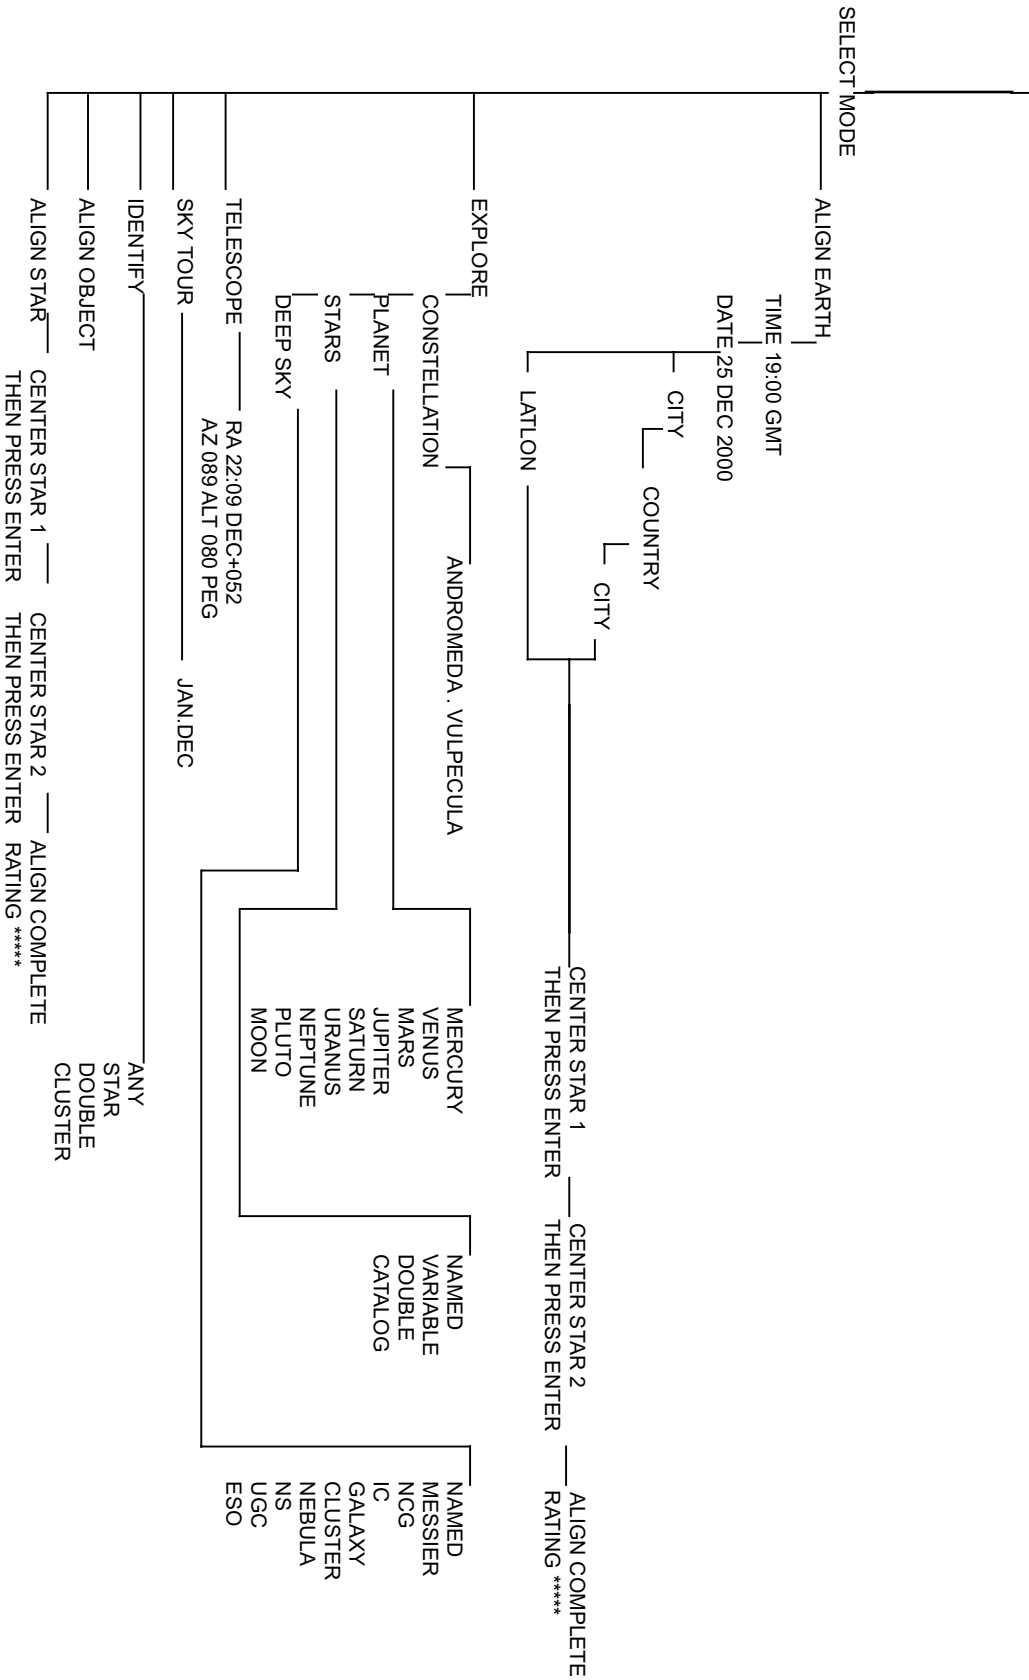 SELECT MODE
ALIGN EARTH
TIME 19:00 GMT
DATE 25 DEC 2000
CITY
COUNTRY
CITY
LATLON
CENTER STAR 1
THEN PRESS ENTER
CENTER STAR 2
THEN PRESS ENTER
ALIGN COMPLETE
RATING *****
EXPLORE
CONSTELLATION
ANDROMEDA . VULPECULA
PLANET
MERCURY
VENUS
MARS
JUPITER
SATURN
URANUS
NEPTUNE
PLUTO
MOON
STARS
NAMED
VARIABLE
DOUBLE
CATALOG
DEEP SKY
NAMED
MESSIER
NCG
IC
GALAXY
CLUSTER
NEBULA
NS
UGC
ESO
TELESCOPE
RA 22:09 DEC+052
AZ 089 ALT 080 PEG
SKY TOUR
JAN.DEC
IDENTIFY
ANY
STAR
DOUBLE
CLUSTER
ALIGN OBJECT
ALIGN STAR
CENTER STAR 1
THEN PRESS ENTER
CENTER STAR 2
THEN PRESS ENTER
ALIGN COMPLETE
RATING *****